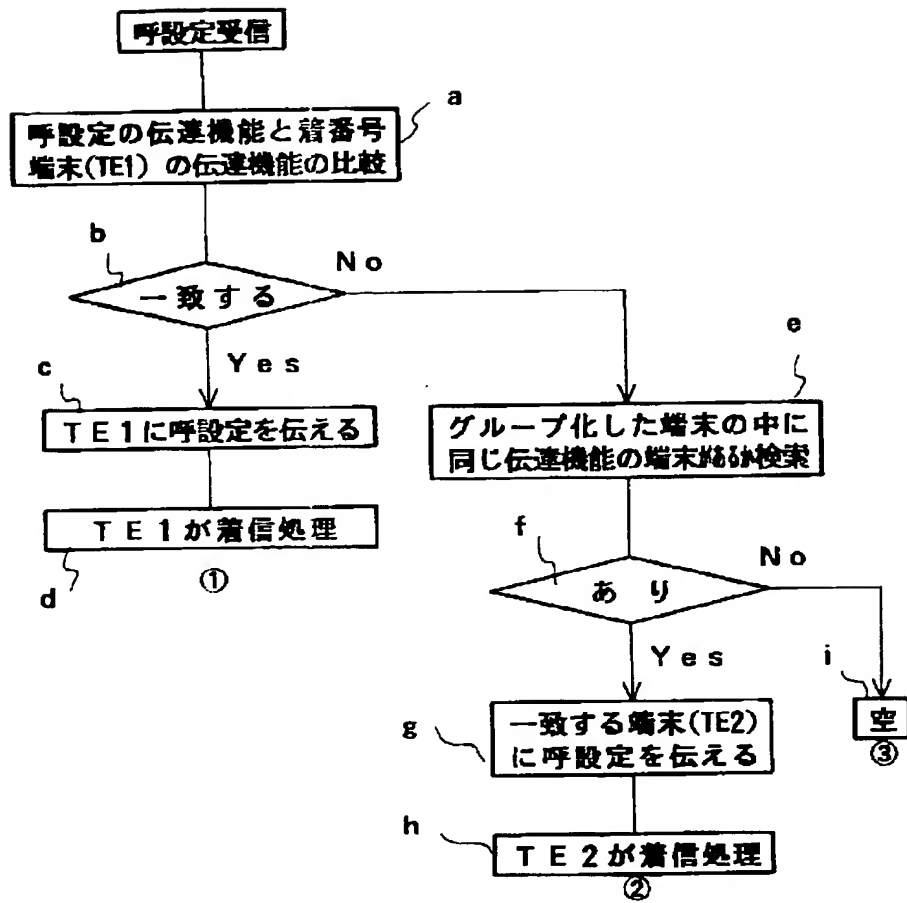 呼設定受信
a
呼設定の伝達機能と着番号
端末(TE1)の伝達機能の比較
b
一致する
No
Yes
c
TE1に呼設定を伝える
TE1が着信処理
d
①
e
グループ化した端末の中に
同じ伝達機能の端末があるか検索
f
あり
No
Yes
i
空
③
g
一致する端末(TE2)
に呼設定を伝える
h
TE2が着信処理
②